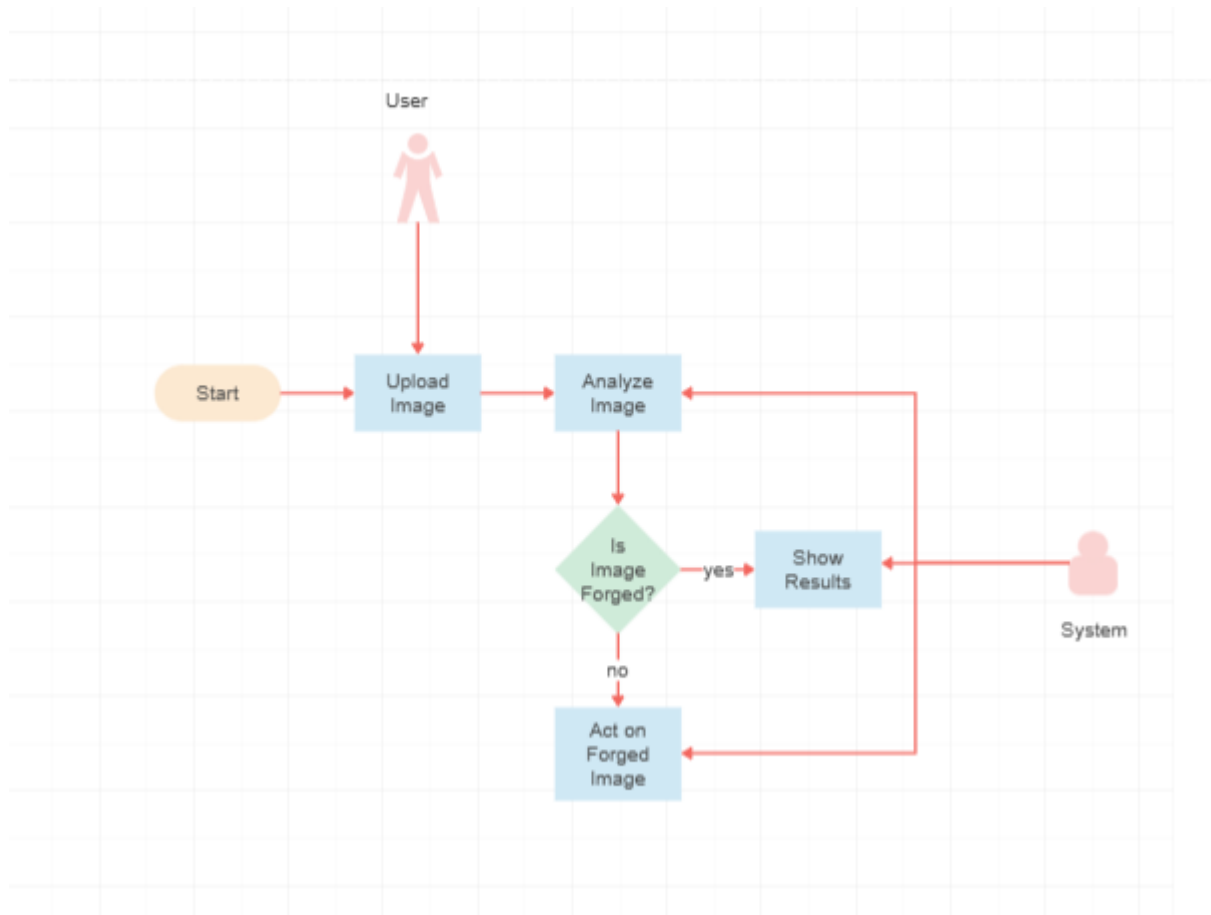 User
Start
Upload
Image
Analyze
Image
Is
Image
Forged?
yes
Show
Results
System
no
Act on
Forged
Image